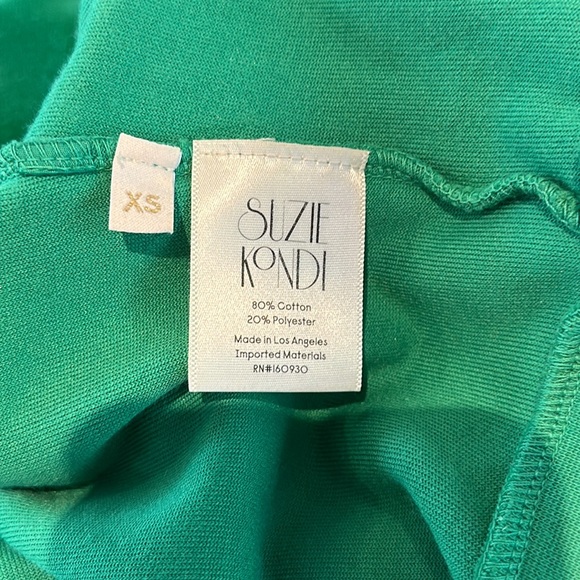 XS
SUZIE
KONDI
80% Cotton
20% Polyester
Made in Los Angeles
Imported Materials
RN#160930